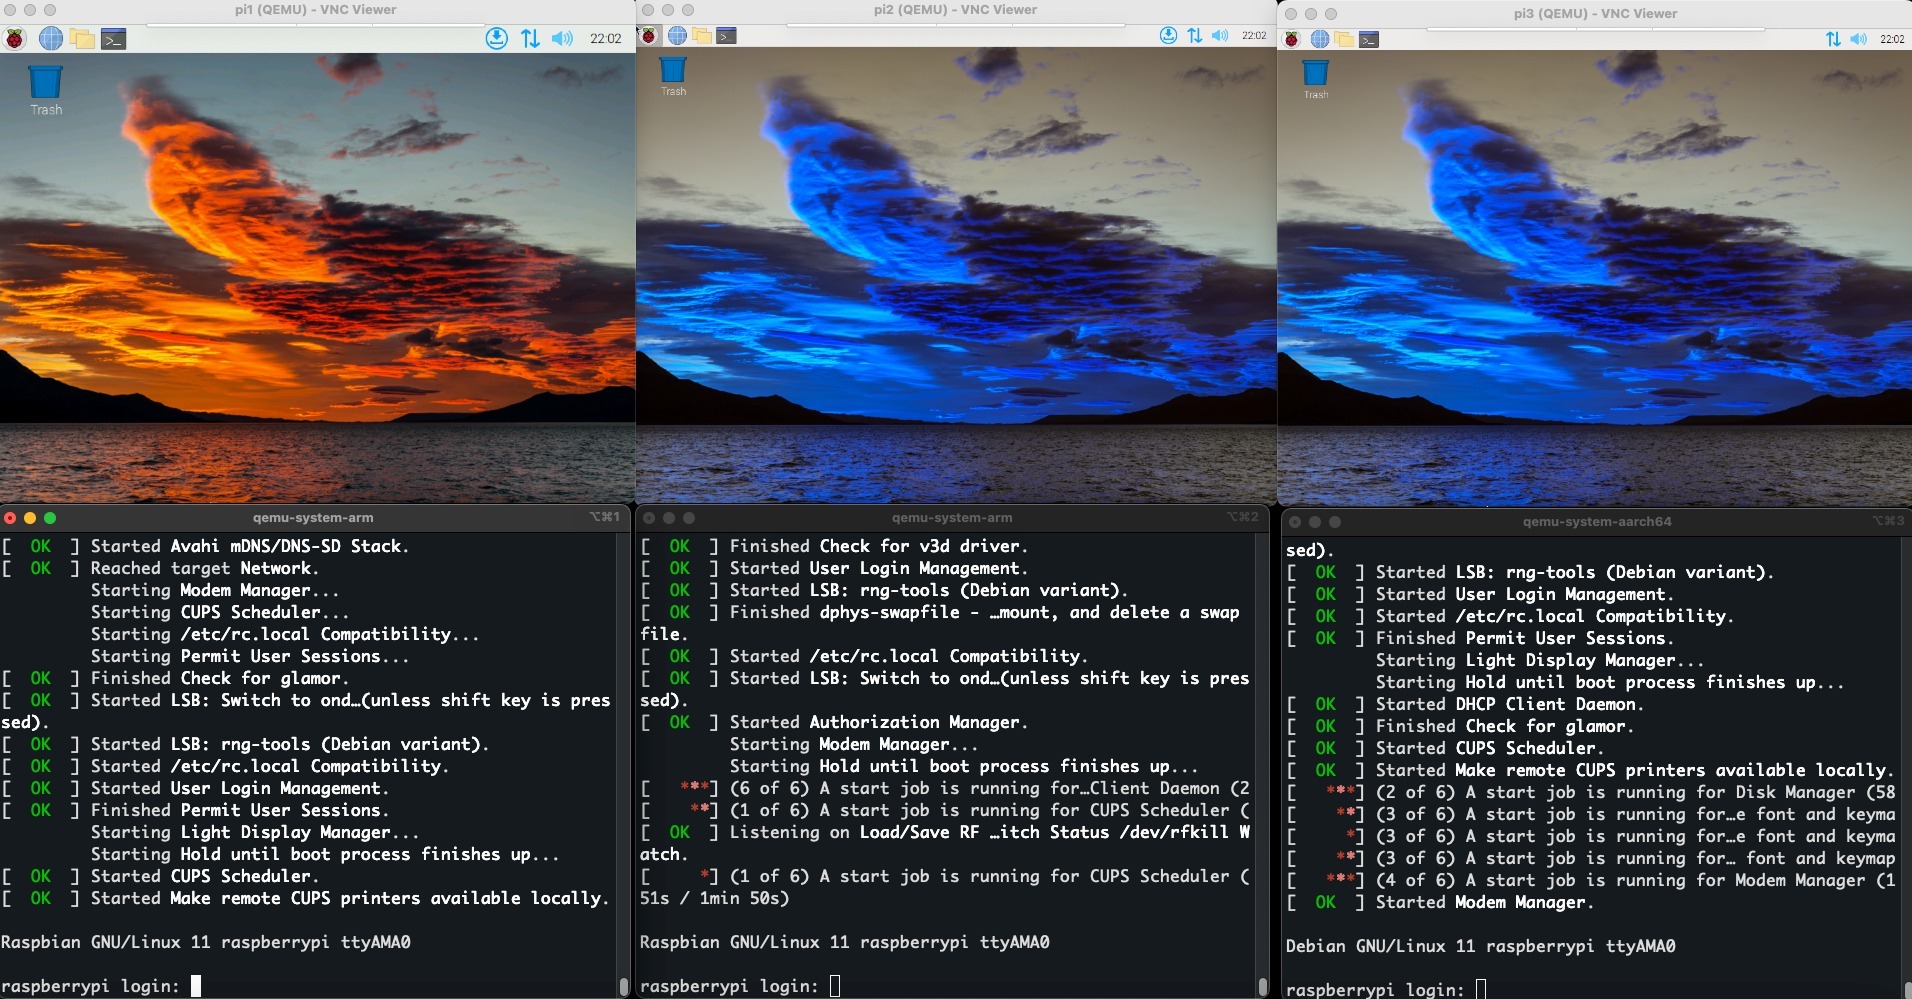 pi1 (QEMU) - VNC Viewer
22:02
Trash
pi2 (QEMU) - VNC Viewer
22:02
Trash
pi3 (QEMU) - VNC Viewer
22:02
Trash
qemu-system-arm ⌥⌘1
[  OK  ] Started Avahi mDNS/DNS-SD Stack.
[  OK  ] Reached target Network.
         Starting Modem Manager...
         Starting CUPS Scheduler...
         Starting /etc/rc.local Compatibility...
         Starting Permit User Sessions...
[  OK  ] Finished Check for glamor.
[  OK  ] Started LSB: Switch to ond…(unless shift key is pres
sed).
[  OK  ] Started LSB: rng-tools (Debian variant).
[  OK  ] Started /etc/rc.local Compatibility.
[  OK  ] Started User Login Management.
[  OK  ] Finished Permit User Sessions.
         Starting Light Display Manager...
         Starting Hold until boot process finishes up...
[  OK  ] Started CUPS Scheduler.
[  OK  ] Started Make remote CUPS printers available locally.
Raspbian GNU/Linux 11 raspberrypi ttyAMA0
raspberrypi login:
qemu-system-arm ⌥⌘2
[  OK  ] Finished Check for v3d driver.
[  OK  ] Started User Login Management.
[  OK  ] Started LSB: rng-tools (Debian variant).
[  OK  ] Finished dphys-swapfile - …mount, and delete a swap
file.
[  OK  ] Started /etc/rc.local Compatibility.
[  OK  ] Started LSB: Switch to ond…(unless shift key is pres
sed).
[  OK  ] Started Authorization Manager.
         Starting Modem Manager...
         Starting Hold until boot process finishes up...
[   ***] (6 of 6) A start job is running for…Client Daemon (2
[    **] (1 of 6) A start job is running for CUPS Scheduler (
[  OK  ] Listening on Load/Save RF …itch Status /dev/rfkill W
atch.
[     *] (1 of 6) A start job is running for CUPS Scheduler (
51s / 1min 50s)
Raspbian GNU/Linux 11 raspberrypi ttyAMA0
raspberrypi login:
qemu-system-aarch64 ⌥⌘3
sed).
[  OK  ] Started LSB: rng-tools (Debian variant).
[  OK  ] Started User Login Management.
[  OK  ] Started /etc/rc.local Compatibility.
[  OK  ] Finished Permit User Sessions.
         Starting Light Display Manager...
         Starting Hold until boot process finishes up...
[  OK  ] Started DHCP Client Daemon.
[  OK  ] Finished Check for glamor.
[  OK  ] Started CUPS Scheduler.
[  OK  ] Started Make remote CUPS printers available locally.
[   ***] (2 of 6) A start job is running for Disk Manager (58
[    **] (3 of 6) A start job is running for…e font and keyma
[     *] (3 of 6) A start job is running for…e font and keyma
[    **] (3 of 6) A start job is running for… font and keymap
[   ***] (4 of 6) A start job is running for Modem Manager (1
[  OK  ] Started Modem Manager.
Debian GNU/Linux 11 raspberrypi ttyAMA0
raspberrypi login: